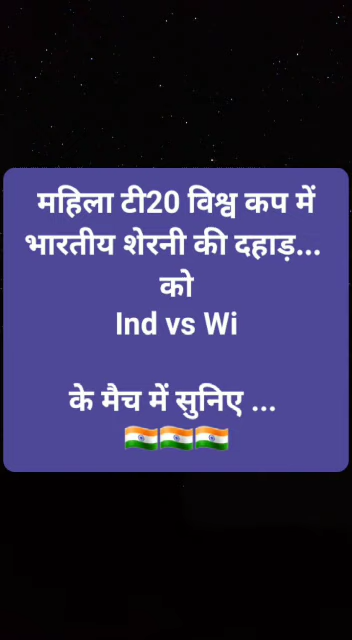 महिला टी20 विश्व कप में
भारतीय शेरनी की दहाड़...
को
Ind vs Wi
के मैच में सुनिए ...
🇮🇳🇮🇳🇮🇳